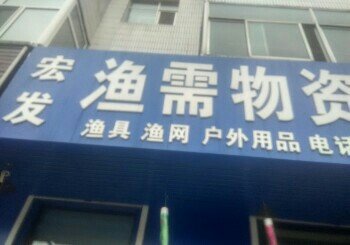 宏发
渔需物资
渔具 渔网 户外用品 电话